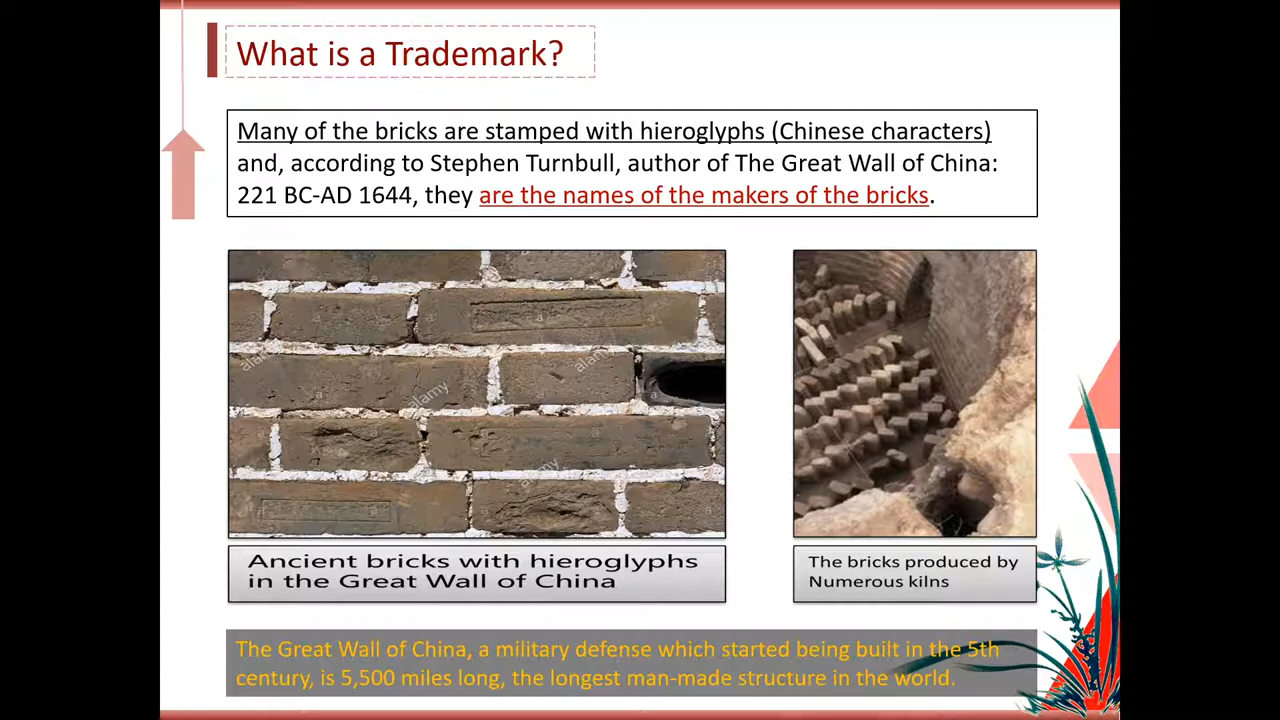 What is a Trademark?
Many of the bricks are stamped with hieroglyphs (Chinese characters)
and, according to Stephen Turnbull, author of The Great Wall of China:
221 BC-AD 1644, they are the names of the makers of the bricks.
alamy
alamy
alamy
alamy
Ancient bricks with hieroglyphs
in the Great Wall of China
The bricks produced by
Numerous kilns
The Great Wall of China, a military defense which started being built in the 5th
century, is 5,500 miles long, the longest man-made structure in the world.